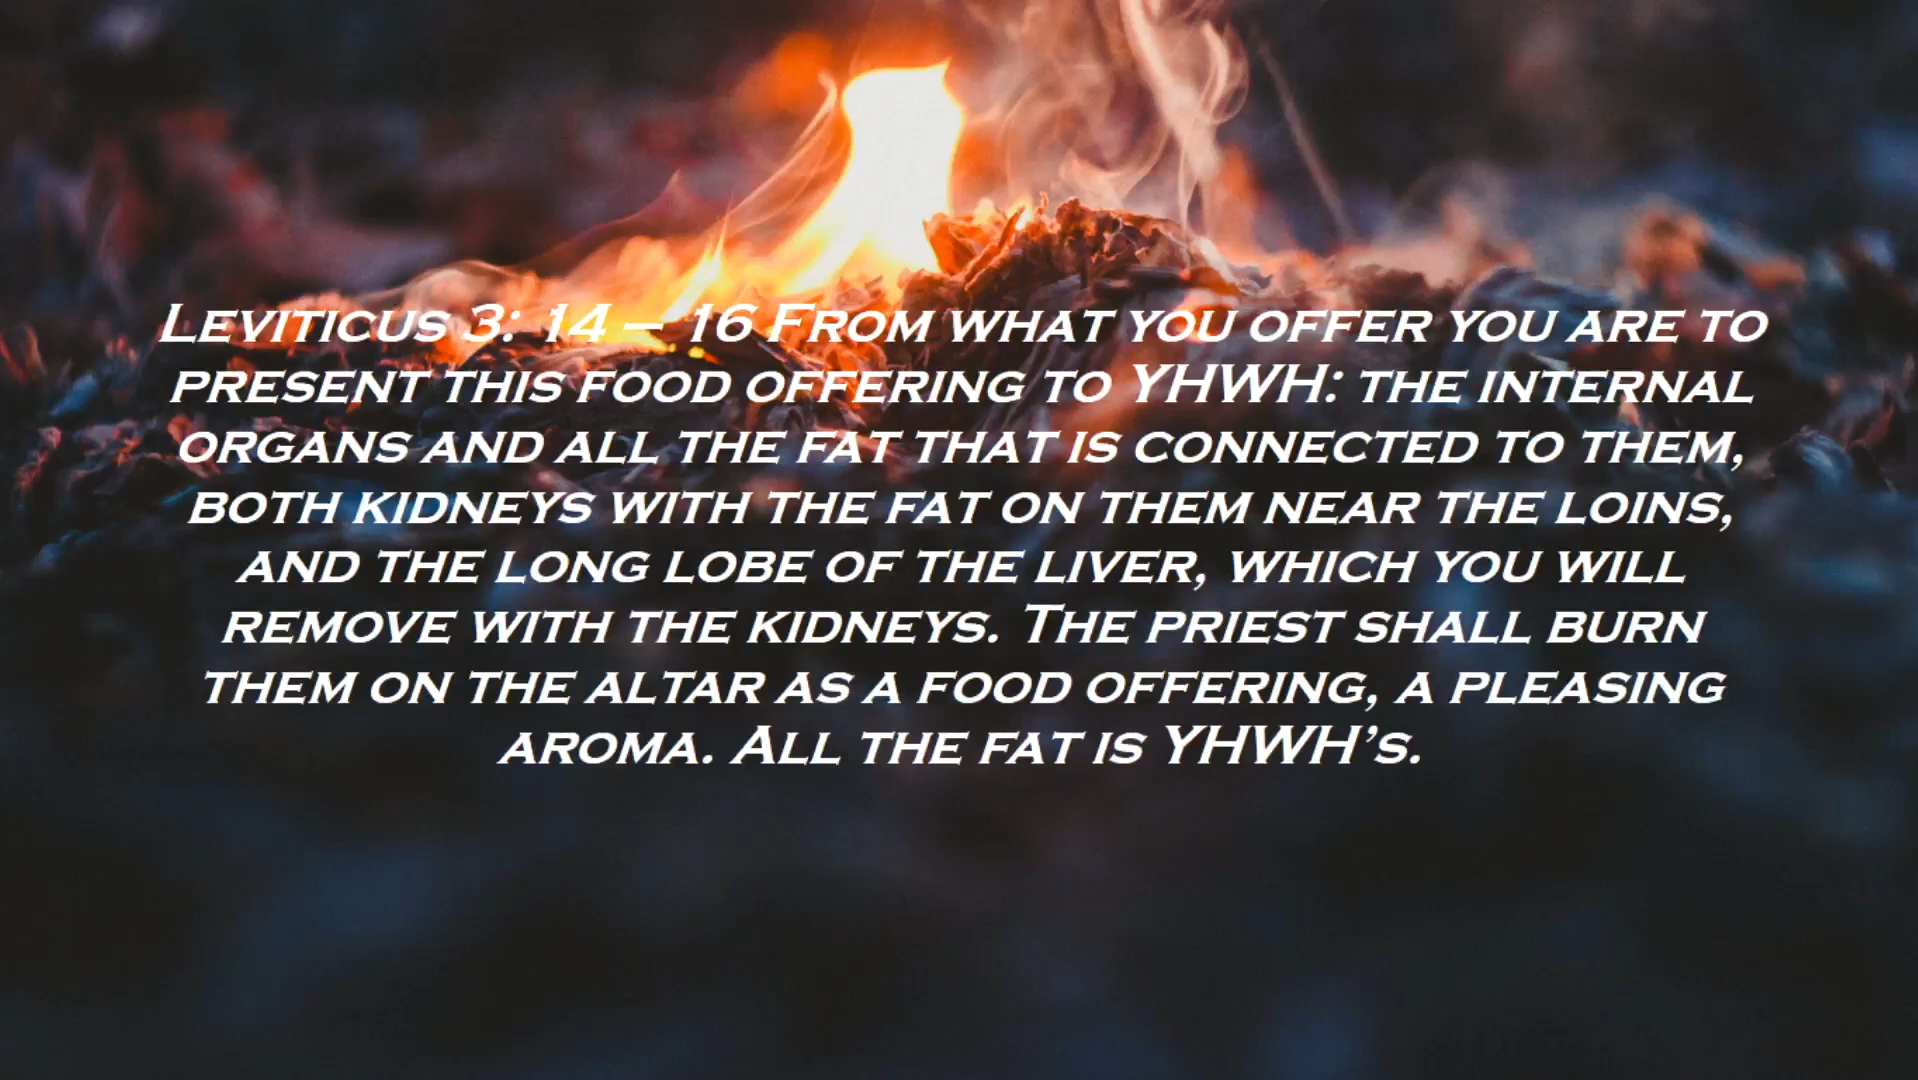 Leviticus 3: 14 – 16 From what you offer you are to
present this food offering to YHWH: the internal
organs and all the fat that is connected to them,
both kidneys with the fat on them near the loins,
and the long lobe of the liver, which you will
remove with the kidneys. The priest shall burn
them on the altar as a food offering, a pleasing
aroma. All the fat is YHWH’s.